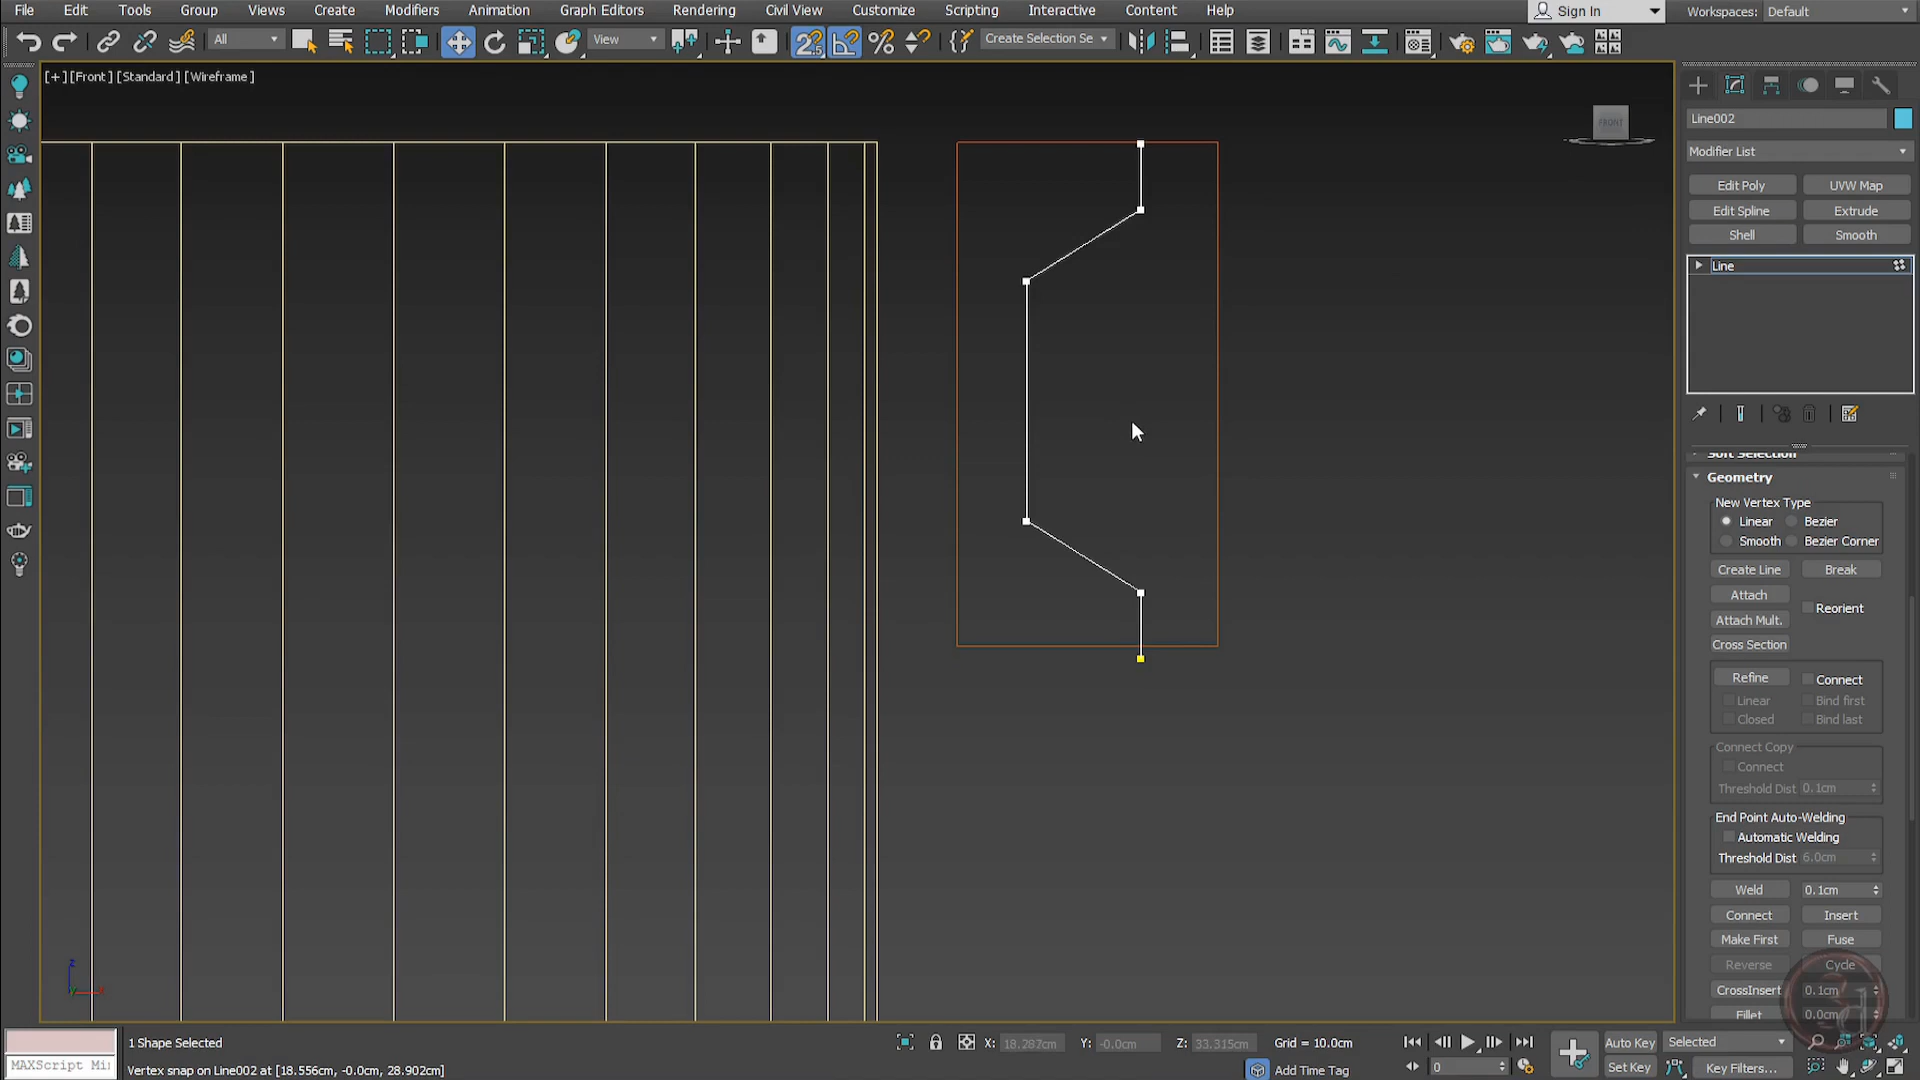 File Edit Tools Group Views Create Modifiers Animation Graph Editors Rendering Civil View Customize Scripting Interactive Content Help Sign In Workspaces: Default
All View Create Selection Se
[+] [Front] [Standard] [Wireframe]
FRONT
Line002
Modifier List
Edit Poly UVW Map
Edit Spline Extrude
Shell Smooth
Line
Soft Selection
Geometry
New Vertex Type
Linear Bezier
Smooth Bezier Corner
Create Line Break
Attach
Reorient
Attach Mult.
Cross Section
Refine Connect
Linear Bind first
Closed Bind last
Connect Copy
Connect
Threshold Dist 0.1cm
End Point Auto-Welding
Automatic Welding
Threshold Dist 6.0cm
Weld 0.1cm
Connect Insert
Make First Fuse
Reverse Cycle
CrossInsert 0.1cm
Fillet 0.0cm
z
1 Shape Selected X: 18.287cm Y: -0.0cm Z: 33.315cm Grid = 10.0cm Auto Key Selected
MAXScript Mi Vertex snap on Line002 at [18.556cm, -0.0cm, 28.902cm] Add Time Tag 0 Set Key Key Filters...